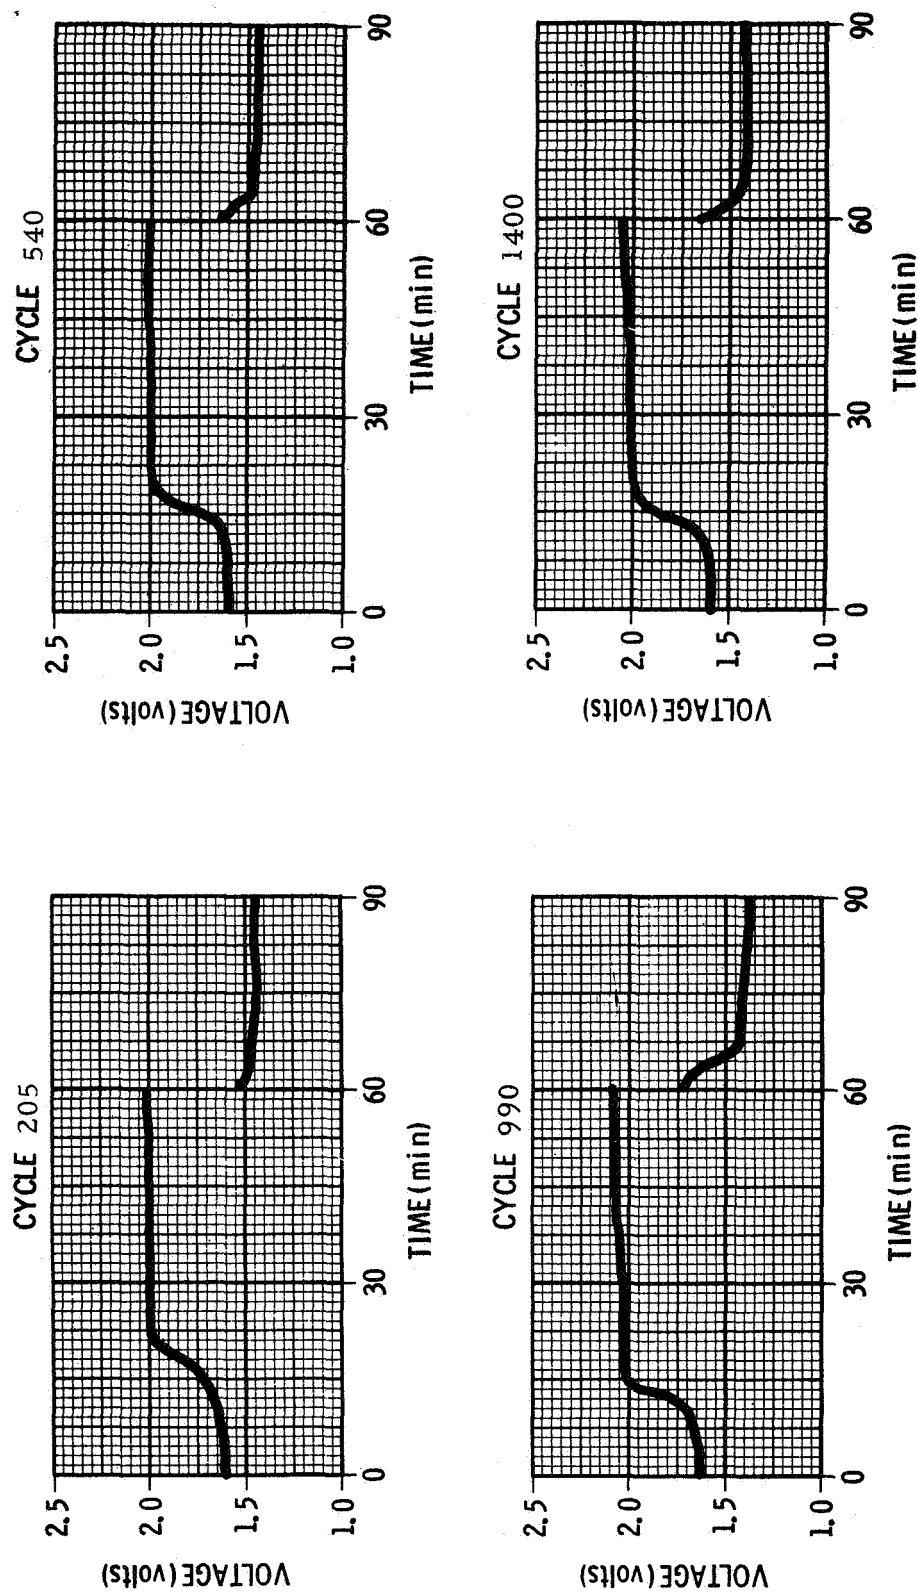 CYCLE 205
2.5
2.0
1.5
1.0
VOLTAGE (volts)
0
30
60
90
TIME (min)
CYCLE 540
2.5
2.0
1.5
1.0
VOLTAGE (volts)
0
30
60
90
TIME (min)
CYCLE 990
2.5
2.0
1.5
1.0
VOLTAGE (volts)
0
30
60
90
TIME (min)
CYCLE 1400
2.5
2.0
1.5
1.0
VOLTAGE (volts)
0
30
60
90
TIME (min)